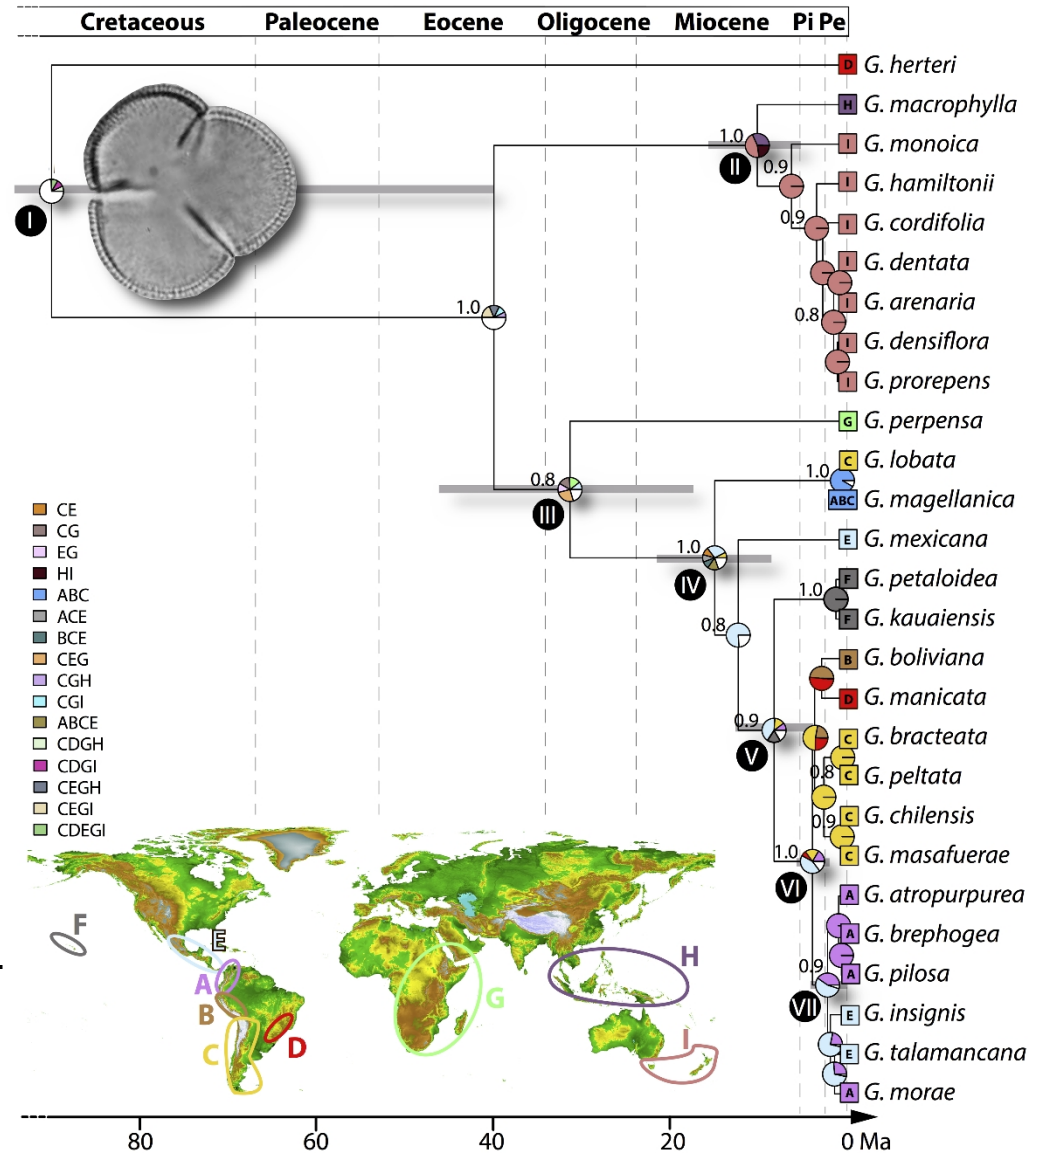 Cretaceous Paleocene Eocene Oligocene Miocene Pi Pe
D G. herteri
H G. macrophylla
1.0
I G. monoica
II
0.9
I G. hamiltonii
I
0.9
I G. cordifolia
I G. dentata
I G. arenaria
1.0
0.8
I G. densiflora
I G. prorepens
G G. perpensa
C G. lobata
1.0
0.8
ABC G. magellanica
III
CE
CG
EG
HI
ABC
ACE
BCE
CEG
CGH
CGI
ABCE
CDGH
CDGI
CEGH
CEGI
CDEGI
E G. mexicana
1.0
IV
F G. petaloidea
1.0
F G. kauaiensis
0.8
B G. boliviana
D G. manicata
0.9
V
C G. bracteata
0.8
C G. peltata
C G. chilensis
0.9
1.0
C G. masafuerae
VI
A G. atropurpurea
A G. brephogea
0.9
A G. pilosa
VII
E G. insignis
E G. talamancana
A G. morae
F
E
A
B
C
D
G
H
I
80 60 40 20 0 Ma